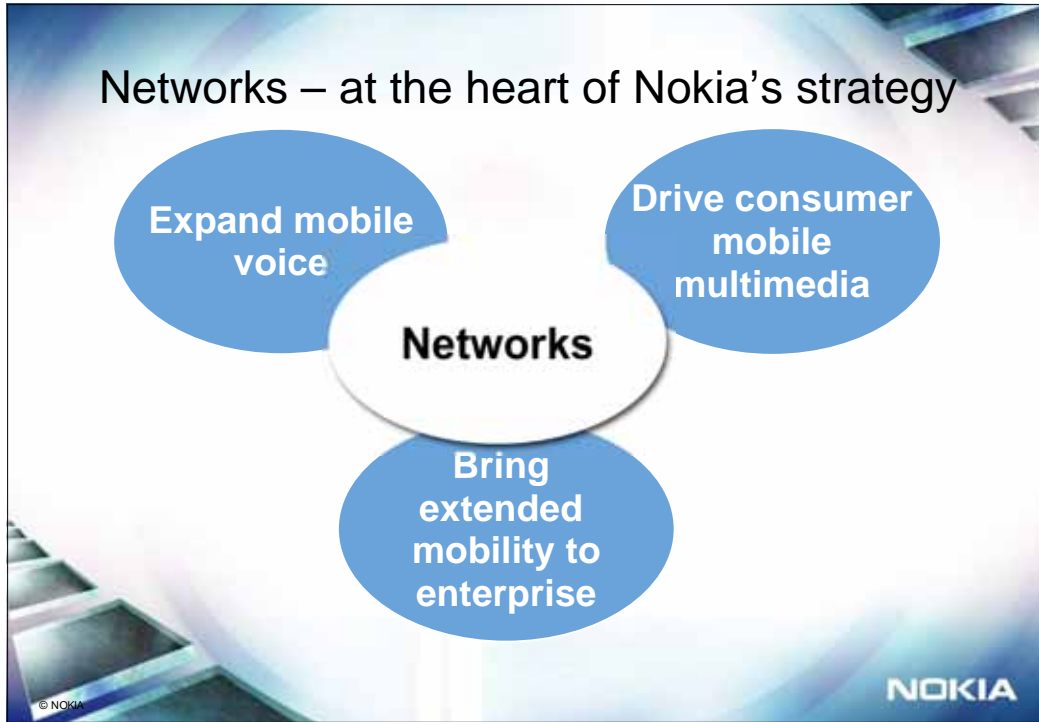 Networks – at the heart of Nokia’s strategy
Expand mobile
voice
Drive consumer
mobile
multimedia
Networks
Bring
extended
mobility to
enterprise
© NOKIA
NOKIA